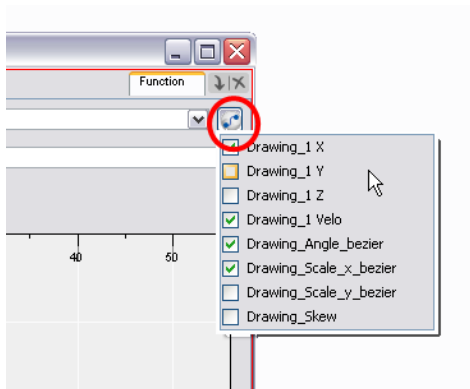 Function
Drawing_1 X
Drawing_1 Y
Drawing_1 Z
Drawing_1 Velo
Drawing_Angle_bezier
Drawing_Scale_x_bezier
Drawing_Scale_y_bezier
Drawing_Skew
40 50